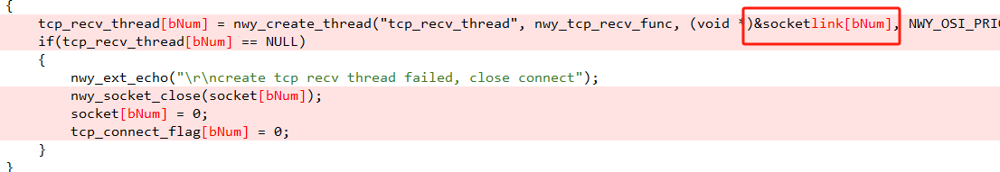 {
tcp_recv_thread[bNum] = nwy_create_thread("tcp_recv_thread", nwy_tcp_recv_func, (void *)&socketlink[bNum], NWY_OSI_PRIO
if(tcp_recv_thread[bNum] == NULL)
{
nwy_ext_echo("\r\ncreate tcp recv thread failed, close connect");
nwy_socket_close(socket[bNum]);
socket[bNum] = 0;
tcp_connect_flag[bNum] = 0;
}
}